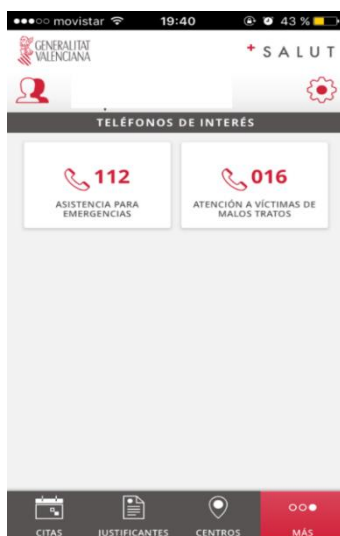 movistar 19:40 43 %
GENERALITAT
VALENCIANA
+ SALUT
TELÉFONOS DE INTERÉS
112
ASISTENCIA PARA
EMERGENCIAS
016
ATENCIÓN A VÍCTIMAS DE
MALOS TRATOS
CITAS JUSTIFICANTES CENTROS MÁS